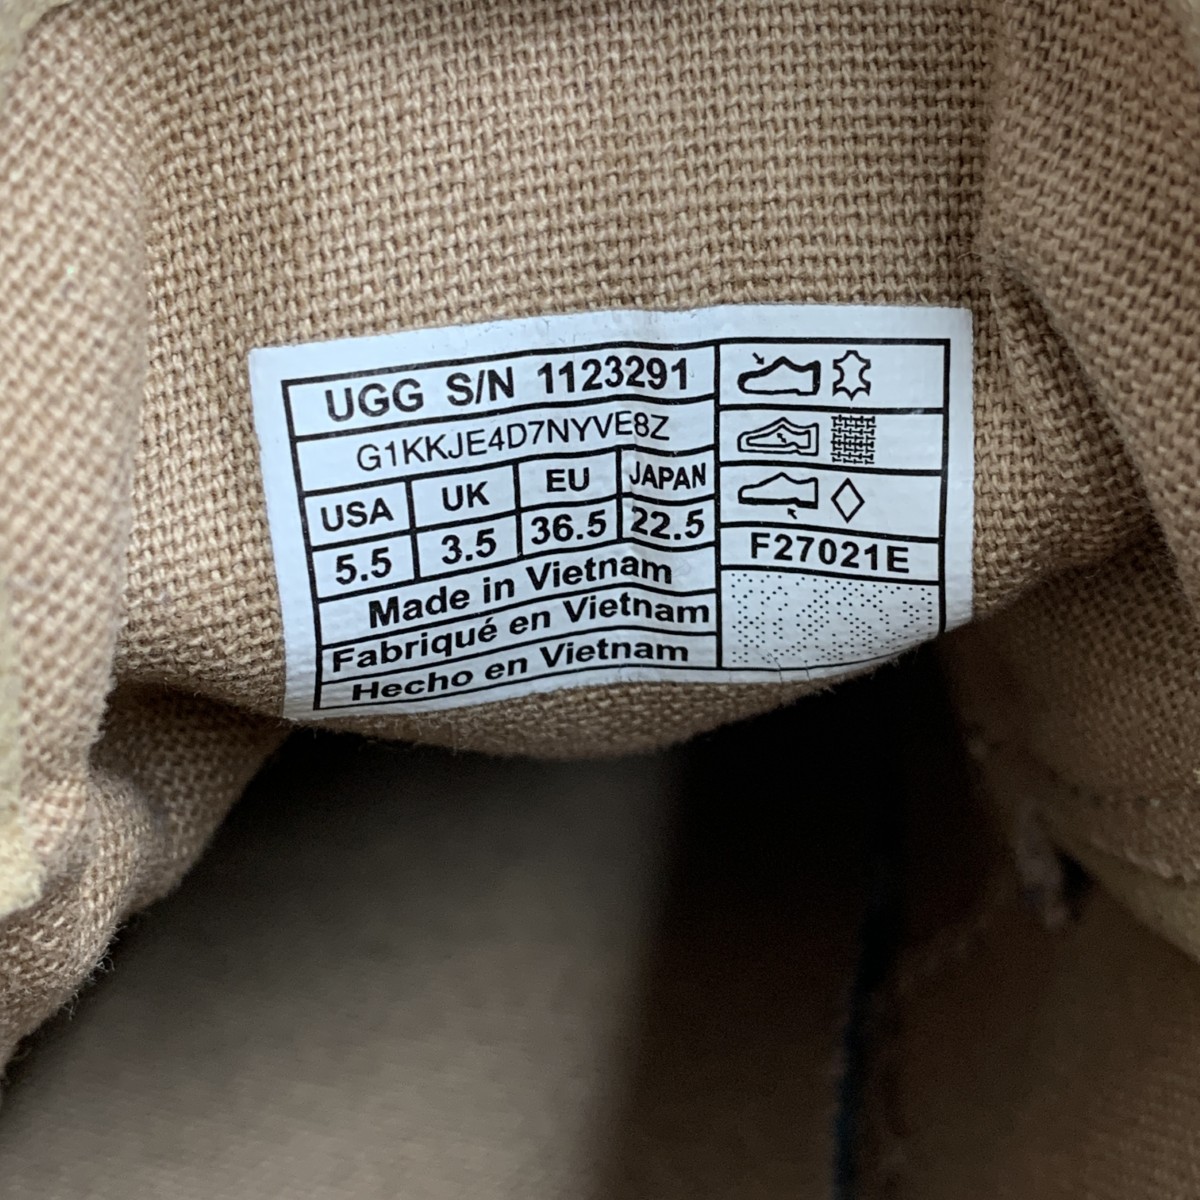 UGG S/N 1123291
G1KKJE4D7NYVE8Z
USA UK EU JAPAN
5.5 3.5 36.5 22.5
Made in Vietnam
Fabriqué en Vietnam
Hecho en Vietnam
F27021E